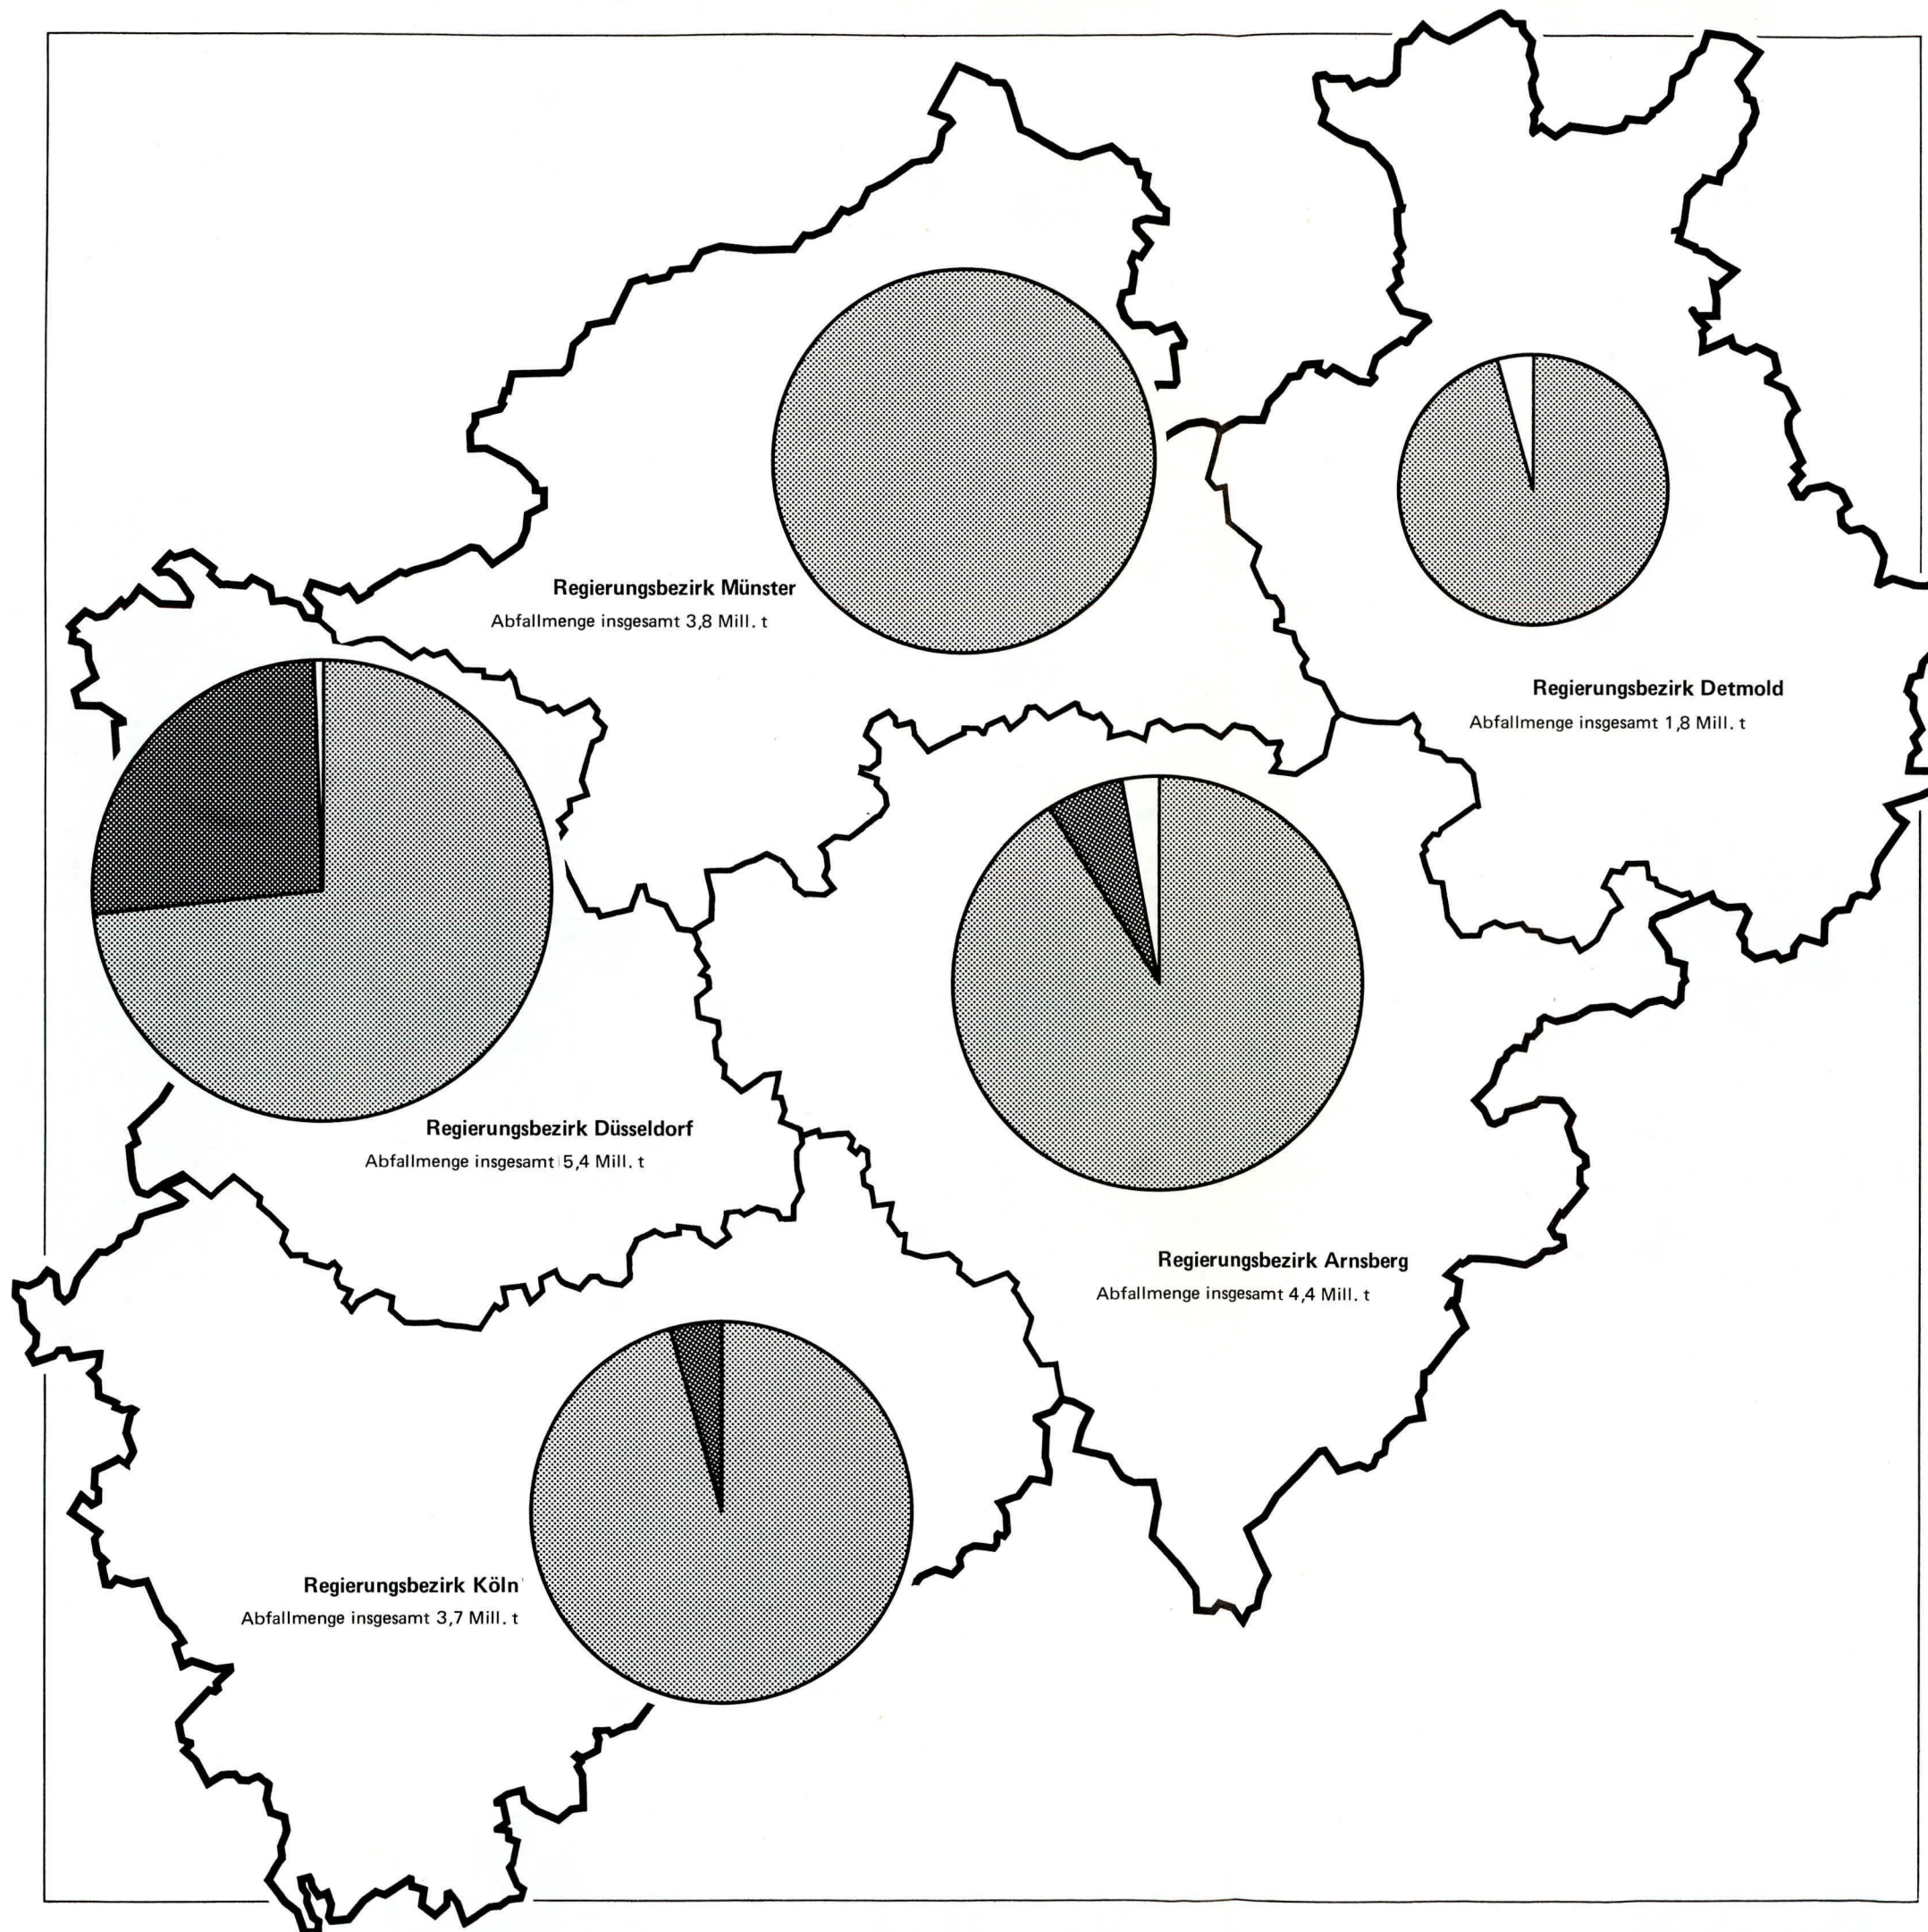 Regierungsbezirk Münster
Abfallmenge insgesamt 3,8 Mill. t
Regierungsbezirk Detmold
Abfallmenge insgesamt 1,8 Mill. t
Regierungsbezirk Düsseldorf
Abfallmenge insgesamt 5,4 Mill. t
Regierungsbezirk Arnsberg
Abfallmenge insgesamt 4,4 Mill. t
Regierungsbezirk Köln
Abfallmenge insgesamt 3,7 Mill. t